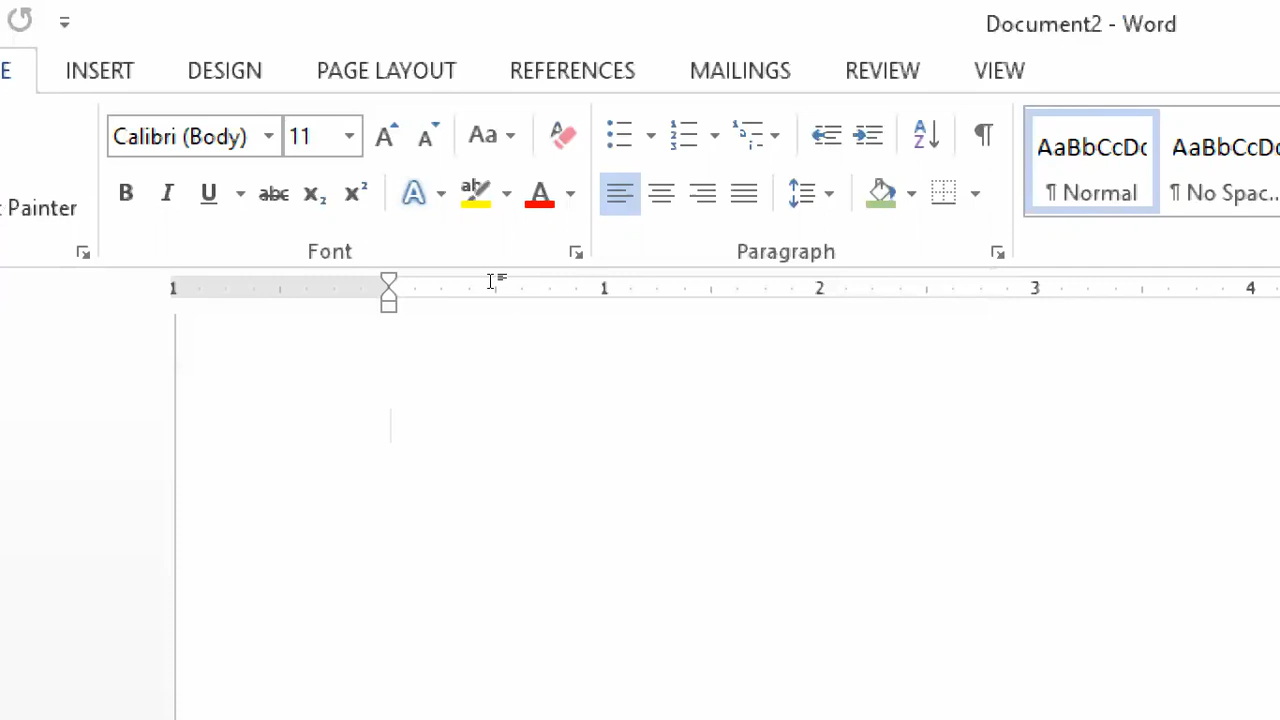 Document2 - Word
E INSERT DESIGN PAGE LAYOUT REFERENCES MAILINGS REVIEW VIEW
Calibri (Body) 11 A A Aa A AaBbCcDc AaBbCcDc
B I U abc X₂ X² A ab A ¶ Normal ¶ No Spac...
t Painter
Font Paragraph
1 1 2 3 4